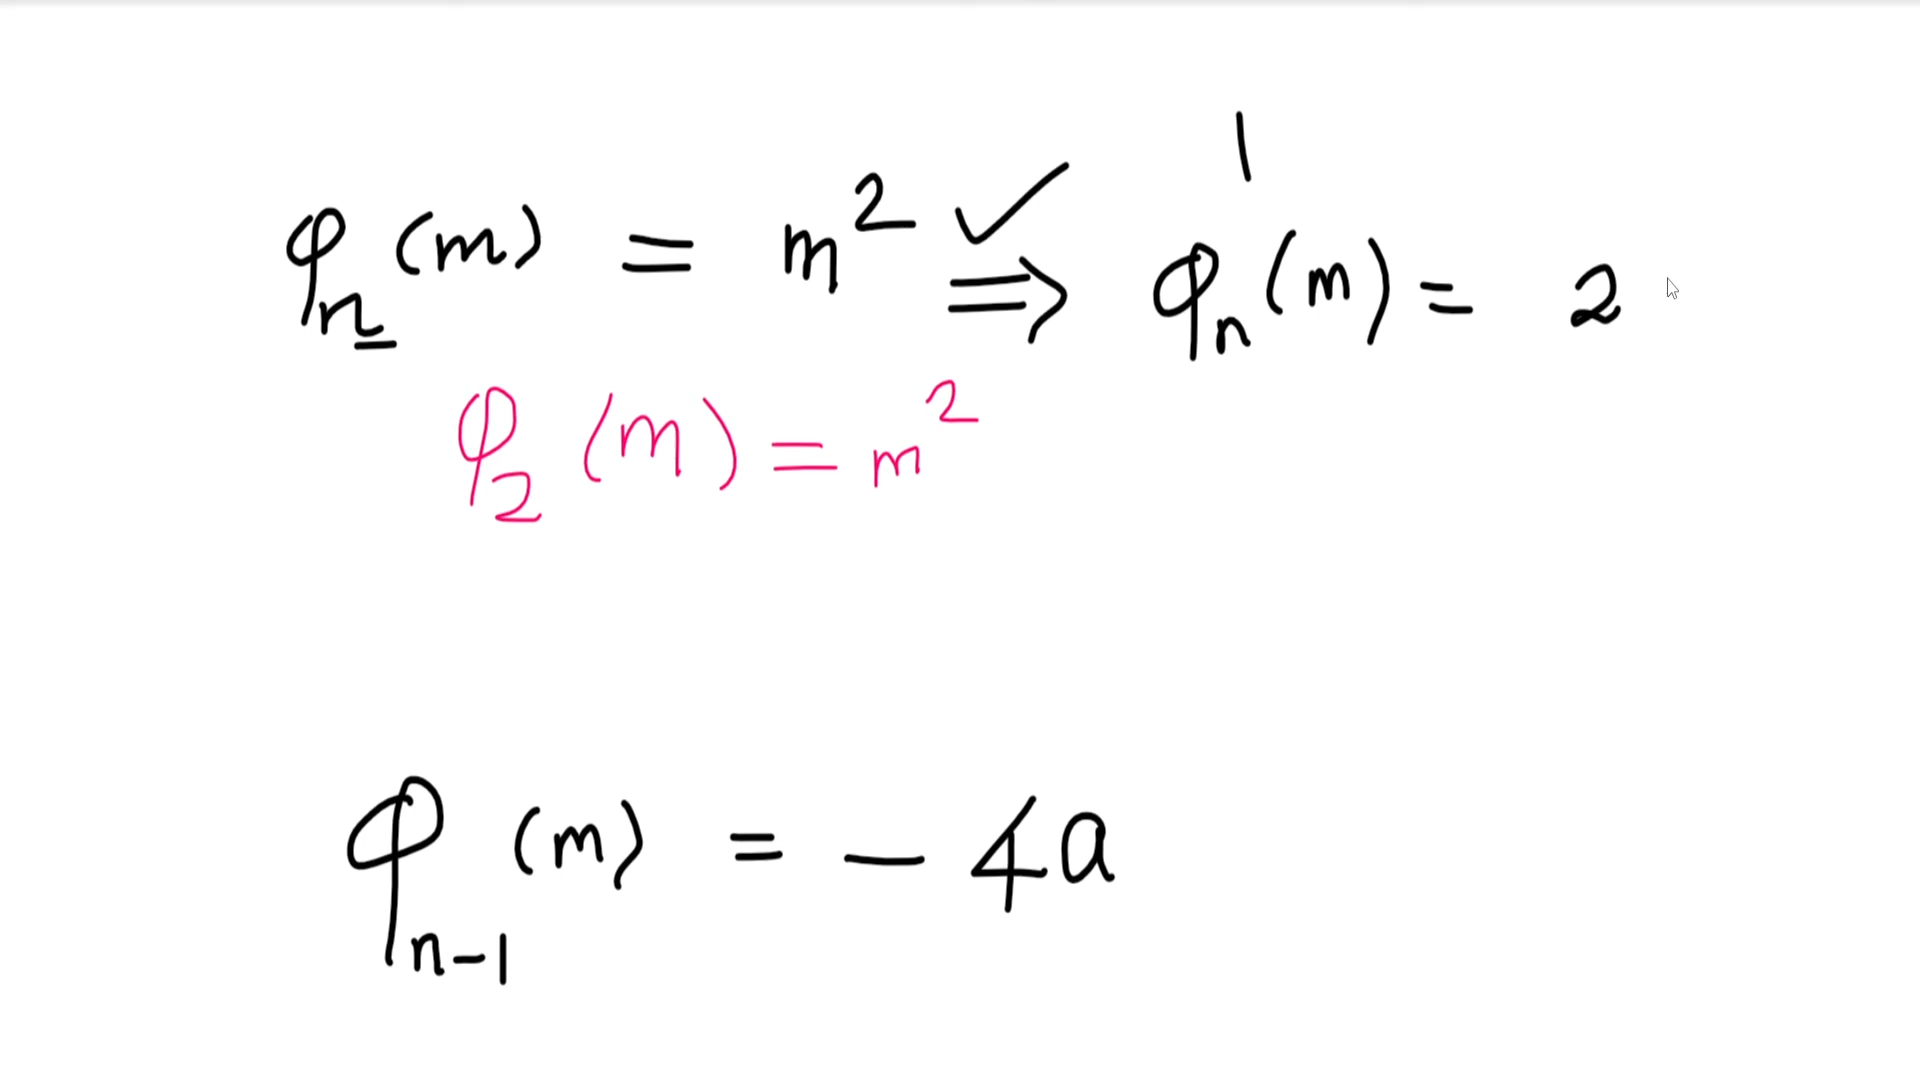 φₙ(m) = m² ✓ ⇒ φₙ'(m) = 2
φ₂(m) = m²
φₙ₋₁(m) = -4a